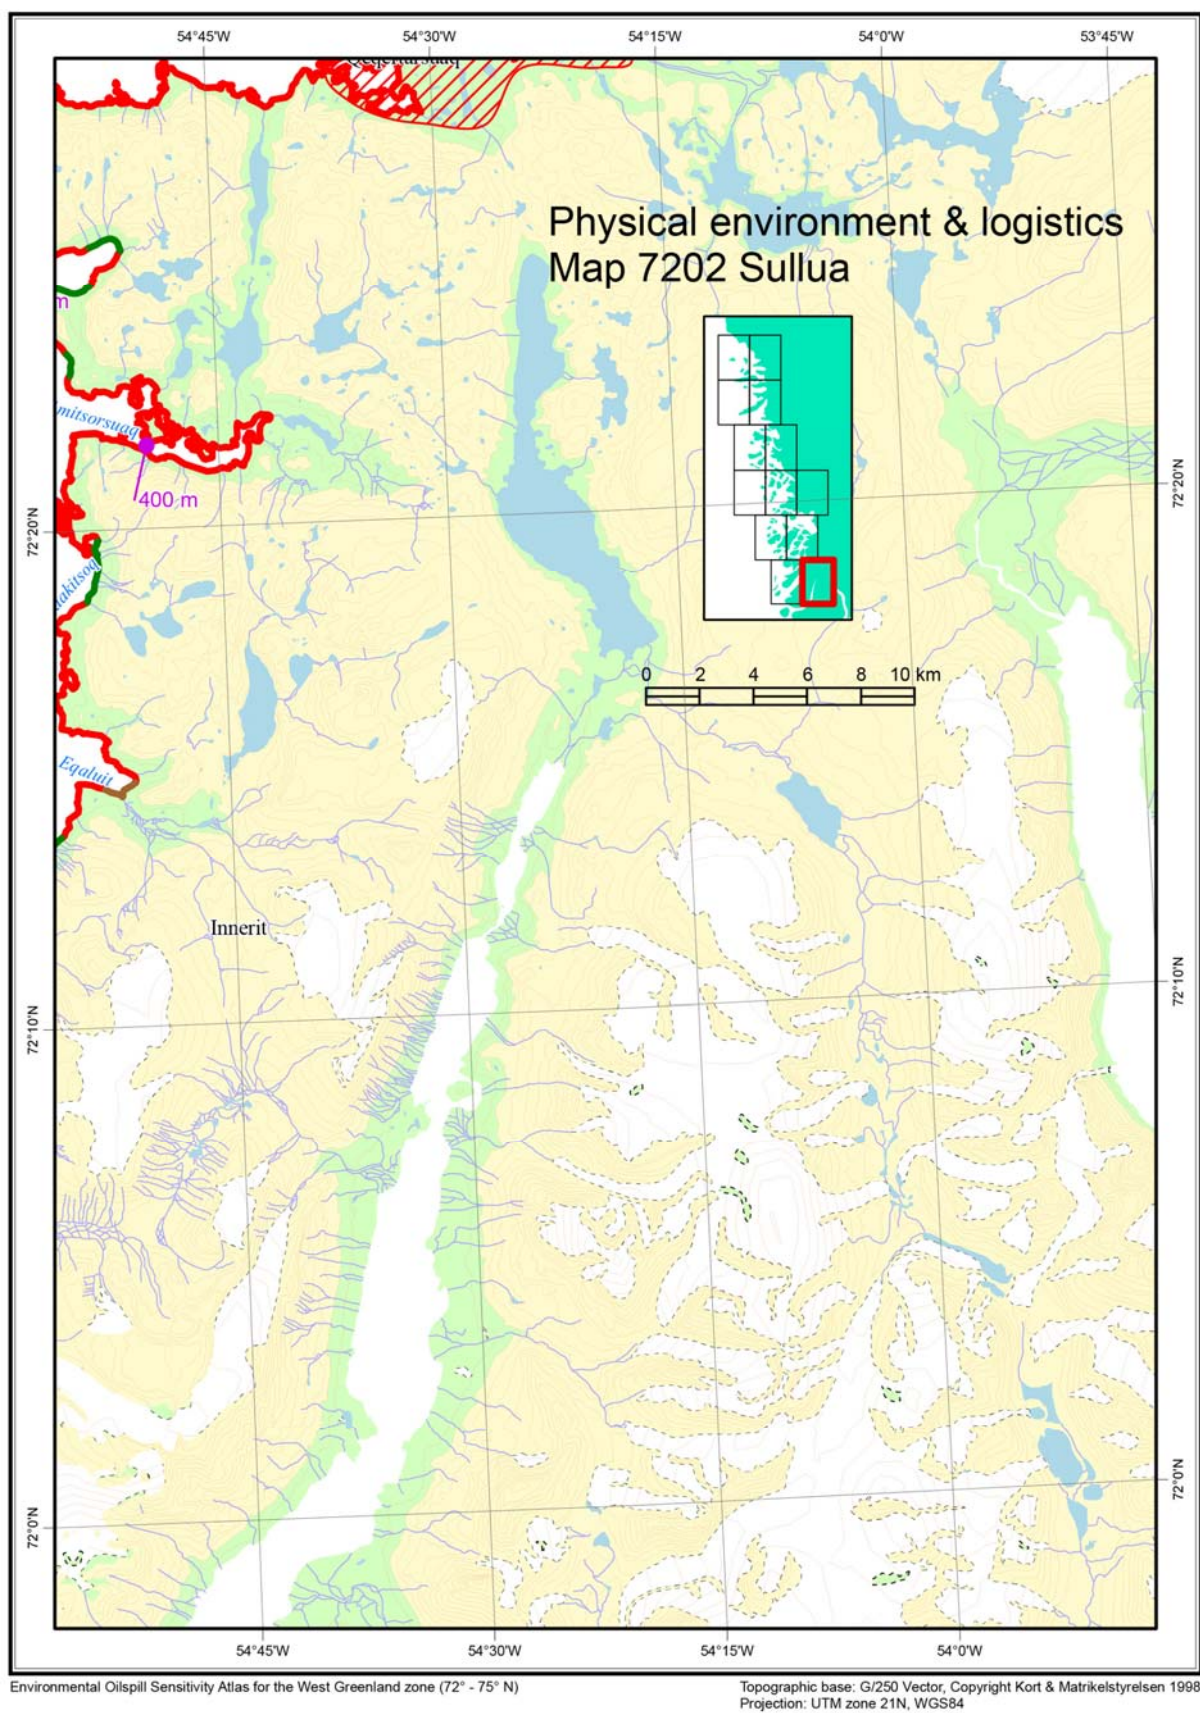 54°45'W 54°30'W 54°15'W 54°0'W 53°45'W
Qeqertarsuaq
Physical environment & logistics
Map 7202 Sullua
m
mitsorsuaq
400 m
72°20'N
72°20'N
akitsoq
0 2 4 6 8 10 km
Eqaluit
Innerit
72°10'N
72°10'N
72°0'N
72°0'N
54°45'W 54°30'W 54°15'W 54°0'W
Environmental Oilspill Sensitivity Atlas for the West Greenland zone (72° - 75° N)
Topographic base: G/250 Vector, Copyright Kort & Matrikelstyrelsen 1998
Projection: UTM zone 21N, WGS84